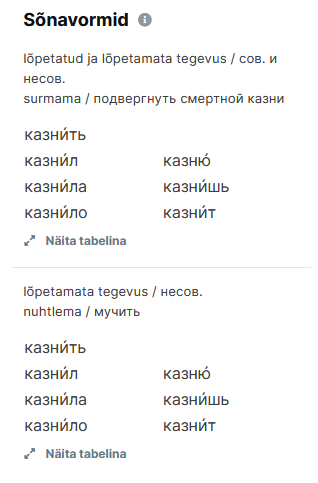 Sõnavormid
lõpetatud ja lõpetamata tegevus / сов. и
несов.
surmama / подвергнуть смертной казни
казни́ть
казни́л казню́
казни́ла казни́шь
казни́ло казни́т
Näita tabelina
lõpetamata tegevus / несов.
nuhtlema / мучить
казни́ть
казни́л казню́
казни́ла казни́шь
казни́ло казни́т
Näita tabelina